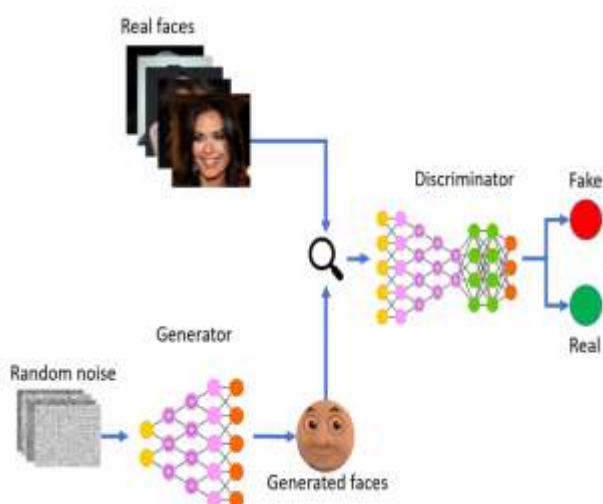 Real faces
Discriminator
Fake
Generator
Real
Random noise
Generated faces